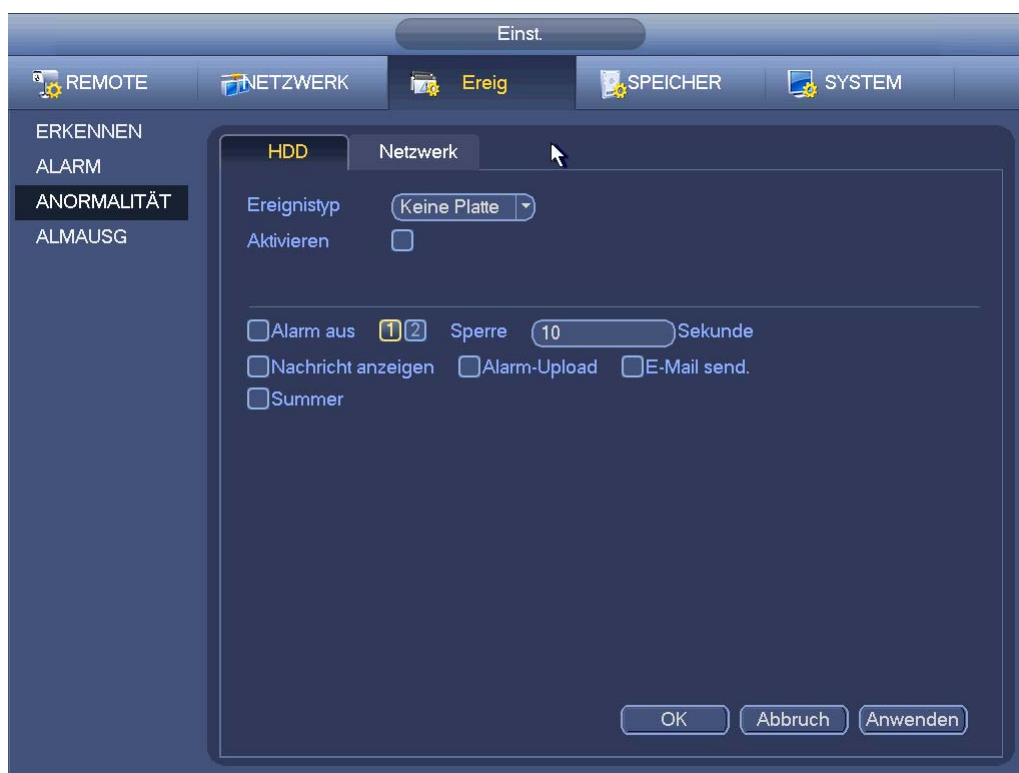 Einst.
REMOTE NETZWERK Ereig SPEICHER SYSTEM
ERKENNEN
ALARM
ANORMALITÄT
ALMAUSG
HDD Netzwerk
Ereignistyp Keine Platte
Aktivieren
Alarm aus 1 2 Sperre 10 Sekunde
Nachricht anzeigen Alarm-Upload E-Mail send.
Summer
OK Abbruch Anwenden